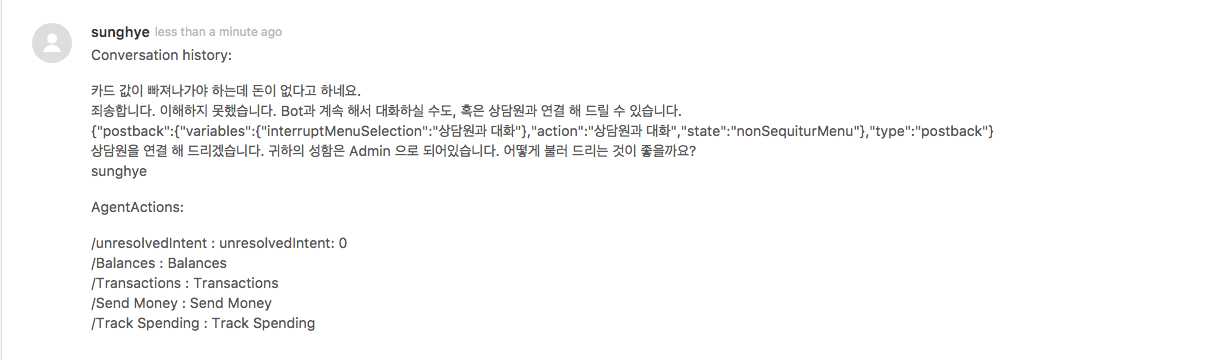 sunghye less than a minute ago
Conversation history:
카드 값이 빠져나가야 하는데 돈이 없다고 하네요.
죄송합니다. 이해하지 못했습니다. Bot과 계속 해서 대화하실 수도, 혹은 상담원과 연결 해 드릴 수 있습니다.
{"postback":{"variables":{"interruptMenuSelection":"상담원과 대화"},"action":"상담원과 대화","state":"nonSequiturMenu"},"type":"postback"}
상담원을 연결 해 드리겠습니다. 귀하의 성함은 Admin 으로 되어있습니다. 어떻게 불러 드리는 것이 좋을까요?
sunghye
AgentActions:
/unresolvedIntent : unresolvedIntent: 0
/Balances : Balances
/Transactions : Transactions
/Send Money : Send Money
/Track Spending : Track Spending